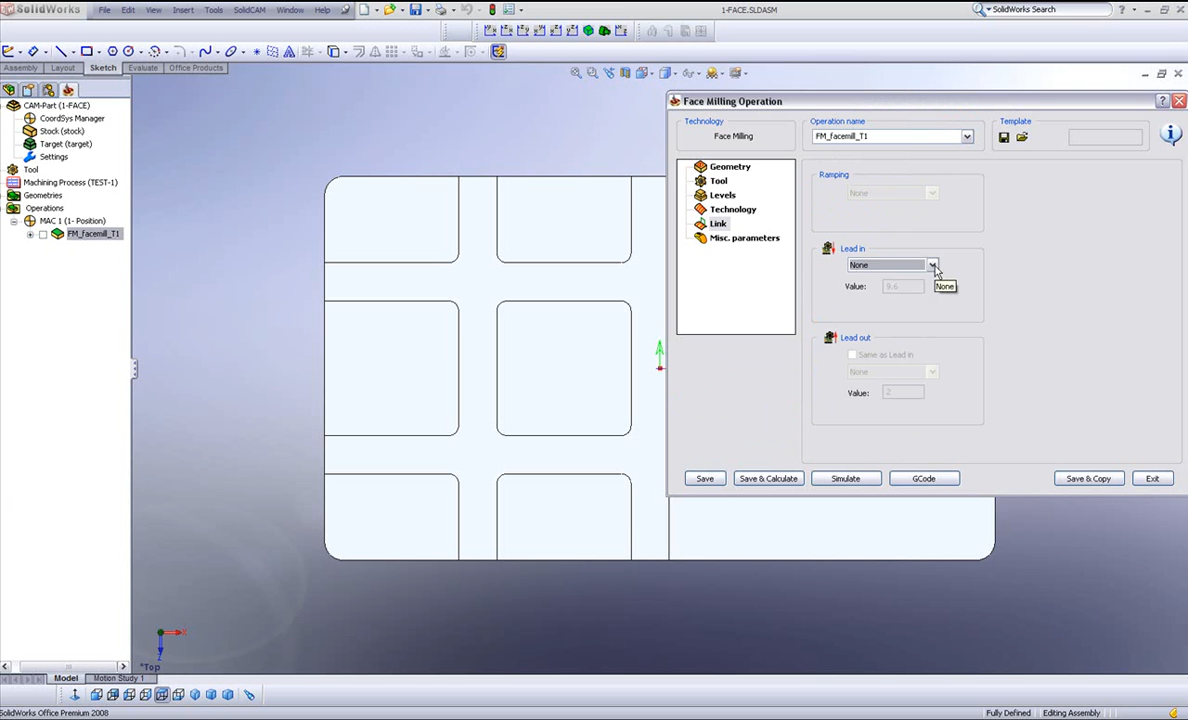 SolidWorks File Edit View Insert Tools SolidCAM Window Help 1-FACE.SLDASM SolidWorks Search
Assembly Layout Sketch Evaluate Office Products
CAM-Part (1-FACE)
CoordSys Manager
Stock (stock)
Target (target)
Settings
Tool
Machining Process (TEST-1)
Geometries
Operations
MAC 1 (1- Position)
FM_facemill_T1
Face Milling Operation
Technology
Face Milling
Operation name
FM_facemill_T1
Template
Geometry
Tool
Levels
Technology
Link
Misc. parameters
Ramping
None
Lead in
None
Value: 9.6
None
Lead out
Same as Lead in
None
Value: 2
Save Save & Calculate Simulate GCode Save & Copy Exit
*Top
Model Motion Study 1
SolidWorks Office Premium 2008 Fully Defined Editing Assembly